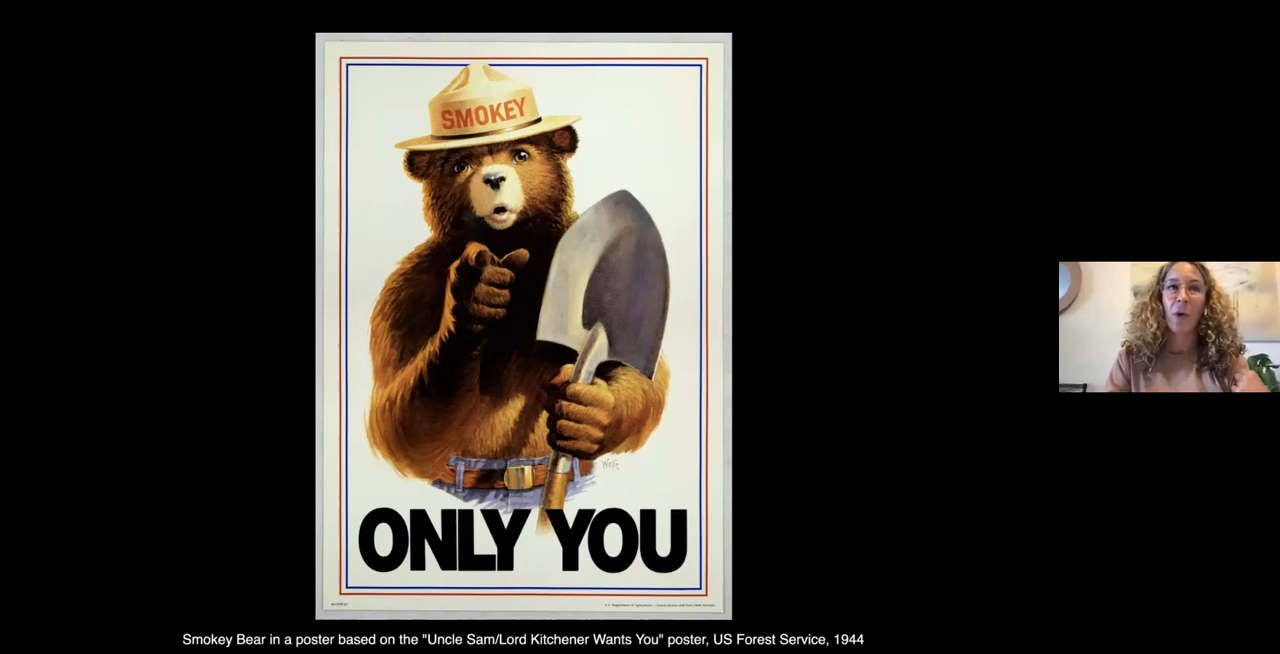 SMOKEY
ONLY YOU
Smokey Bear in a poster based on the "Uncle Sam/Lord Kitchener Wants You" poster, US Forest Service, 1944